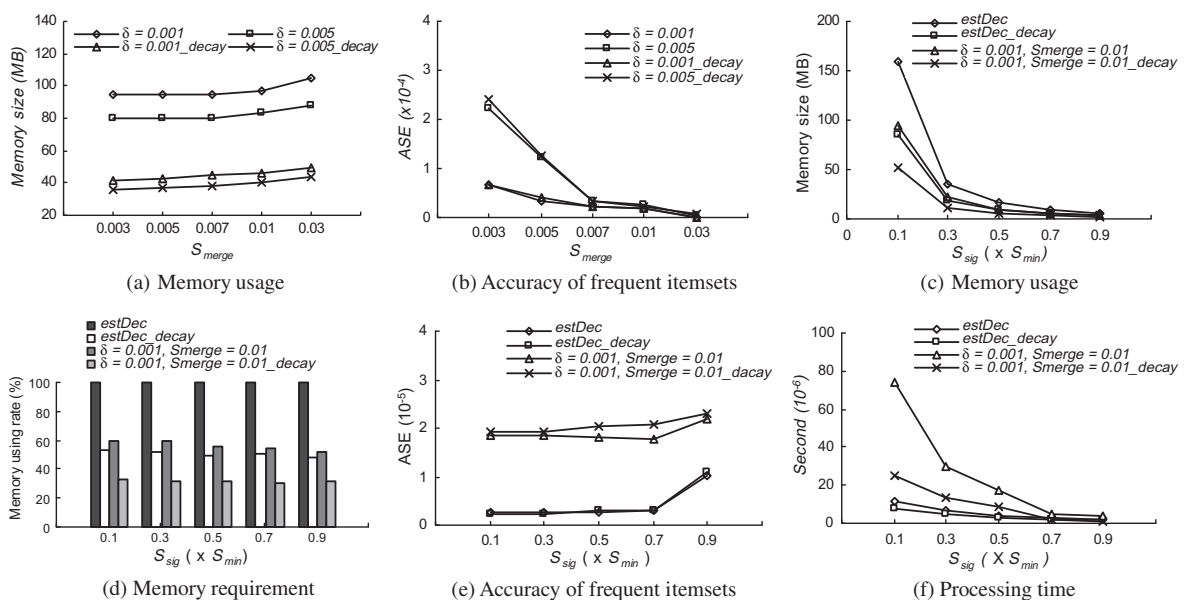 140
120
100
80
60
40
20
Memory size (MB)
δ = 0.001
δ = 0.005
δ = 0.001_decay
δ = 0.005_decay
0.003 0.005 0.007 0.01 0.03
S_merge
(a) Memory usage
4
3
2
1
0
ASE (x10-4)
δ = 0.001
δ = 0.005
δ = 0.001_decay
δ = 0.005_decay
0.003 0.005 0.007 0.01 0.03
S_merge
(b) Accuracy of frequent itemsets
200
150
100
50
0
Memory size (MB)
estDec
estDec_decay
δ = 0.001, Smerge = 0.01
δ = 0.001, Smerge = 0.01_decay
0 0.1 0.3 0.5 0.7 0.9
S_sig ( x S_min)
(c) Memory usage
estDec
estDec_decay
δ = 0.001, Smerge = 0.01
δ = 0.001, Smerge = 0.01_decay
100
80
60
40
20
0
Memory using rate (%)
0.1 0.3 0.5 0.7 0.9
S_sig ( x S_min)
(d) Memory requirement
estDec
estDec_decay
δ = 0.001, Smerge = 0.01
δ = 0.001, Smerge = 0.01_dacay
4
3
2
1
0
ASE (10-5)
0.1 0.3 0.5 0.7 0.9
S_sig ( x S_min)
(e) Accuracy of frequent itemsets
estDec
estDec_decay
δ = 0.001, Smerge = 0.01
δ = 0.001, Smerge = 0.01_decay
100
80
60
40
20
0
Second (10-6)
0.1 0.3 0.5 0.7 0.9
S_sig ( X S_min)
(f) Processing time